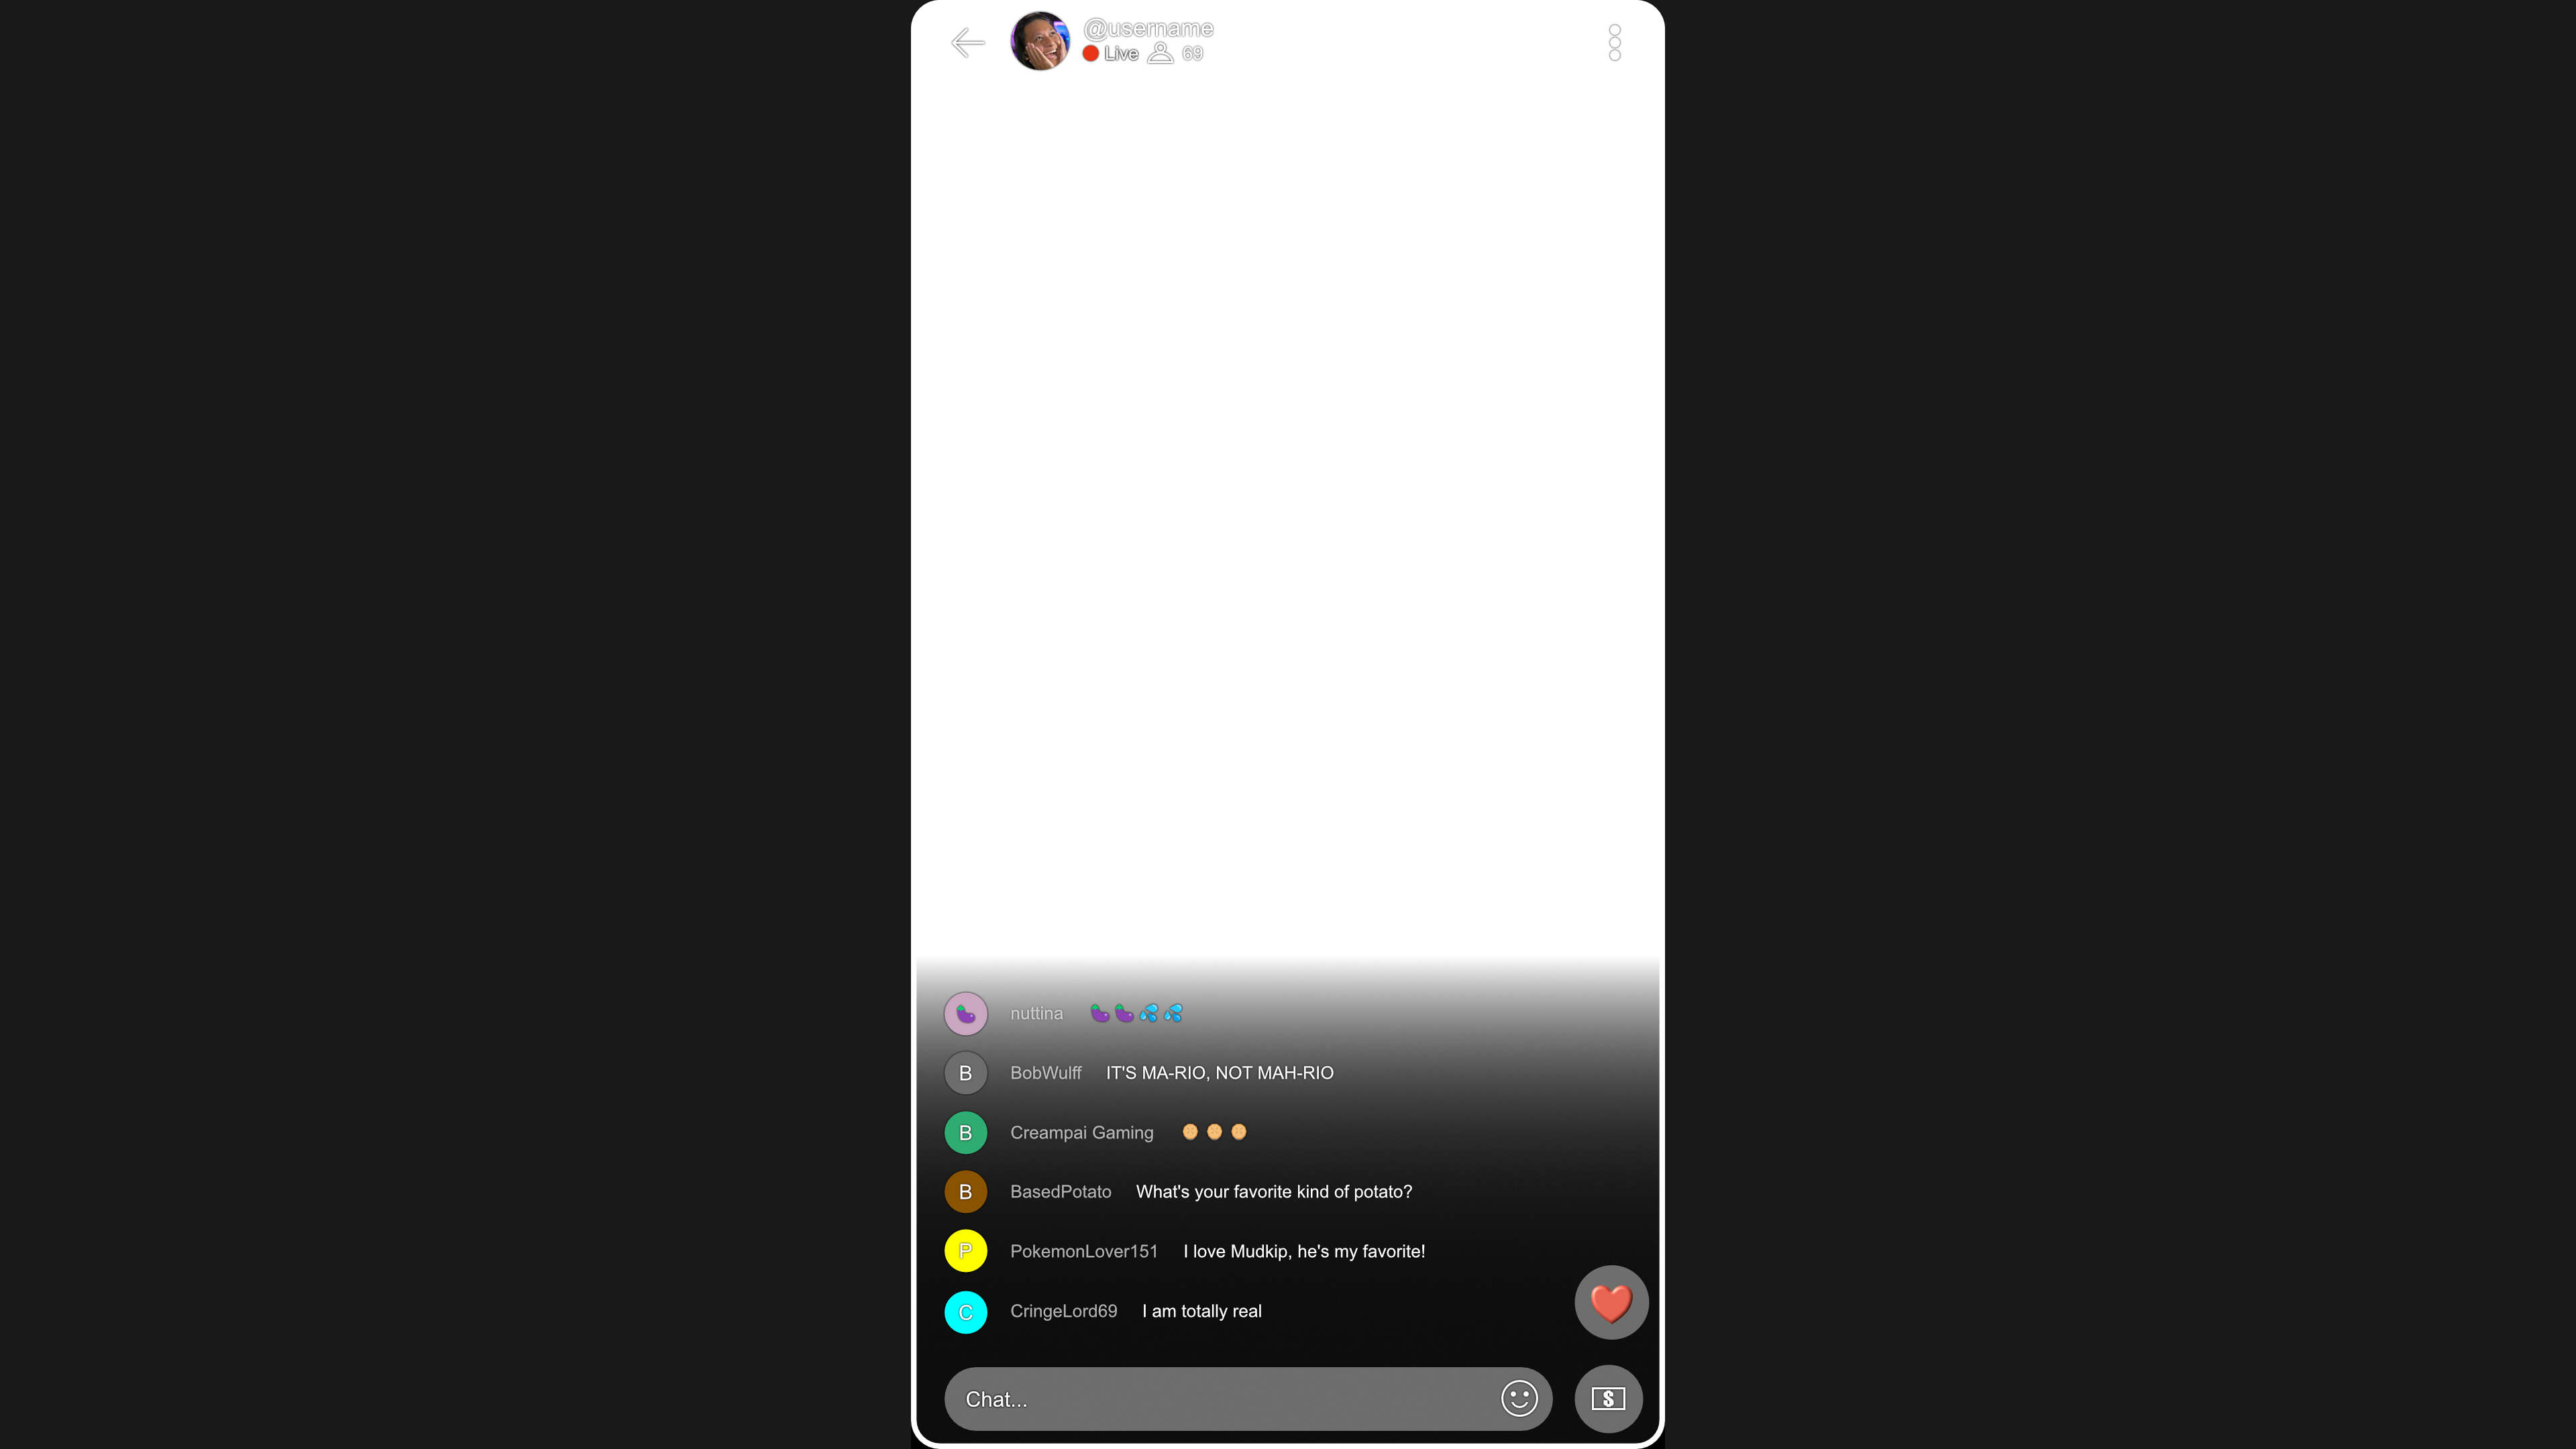 @username
Live 69
nuttina 🍆🍆💦💦
B BobWulff IT'S MA-RIO, NOT MAH-RIO
B Creampai Gaming
B BasedPotato What's your favorite kind of potato?
P PokemonLover151 I love Mudkip, he's my favorite!
C CringeLord69 I am totally real
Chat...
$